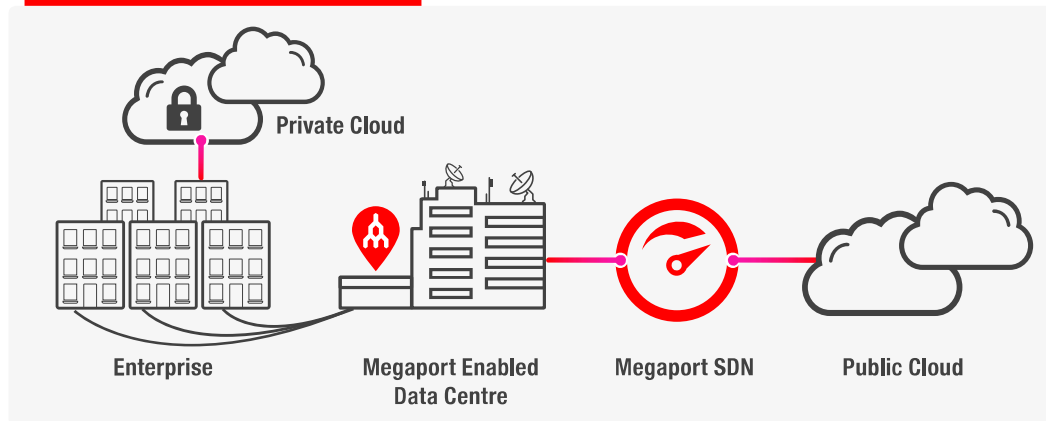 Private Cloud
Enterprise
Megaport Enabled
Data Centre
Megaport SDN
Public Cloud